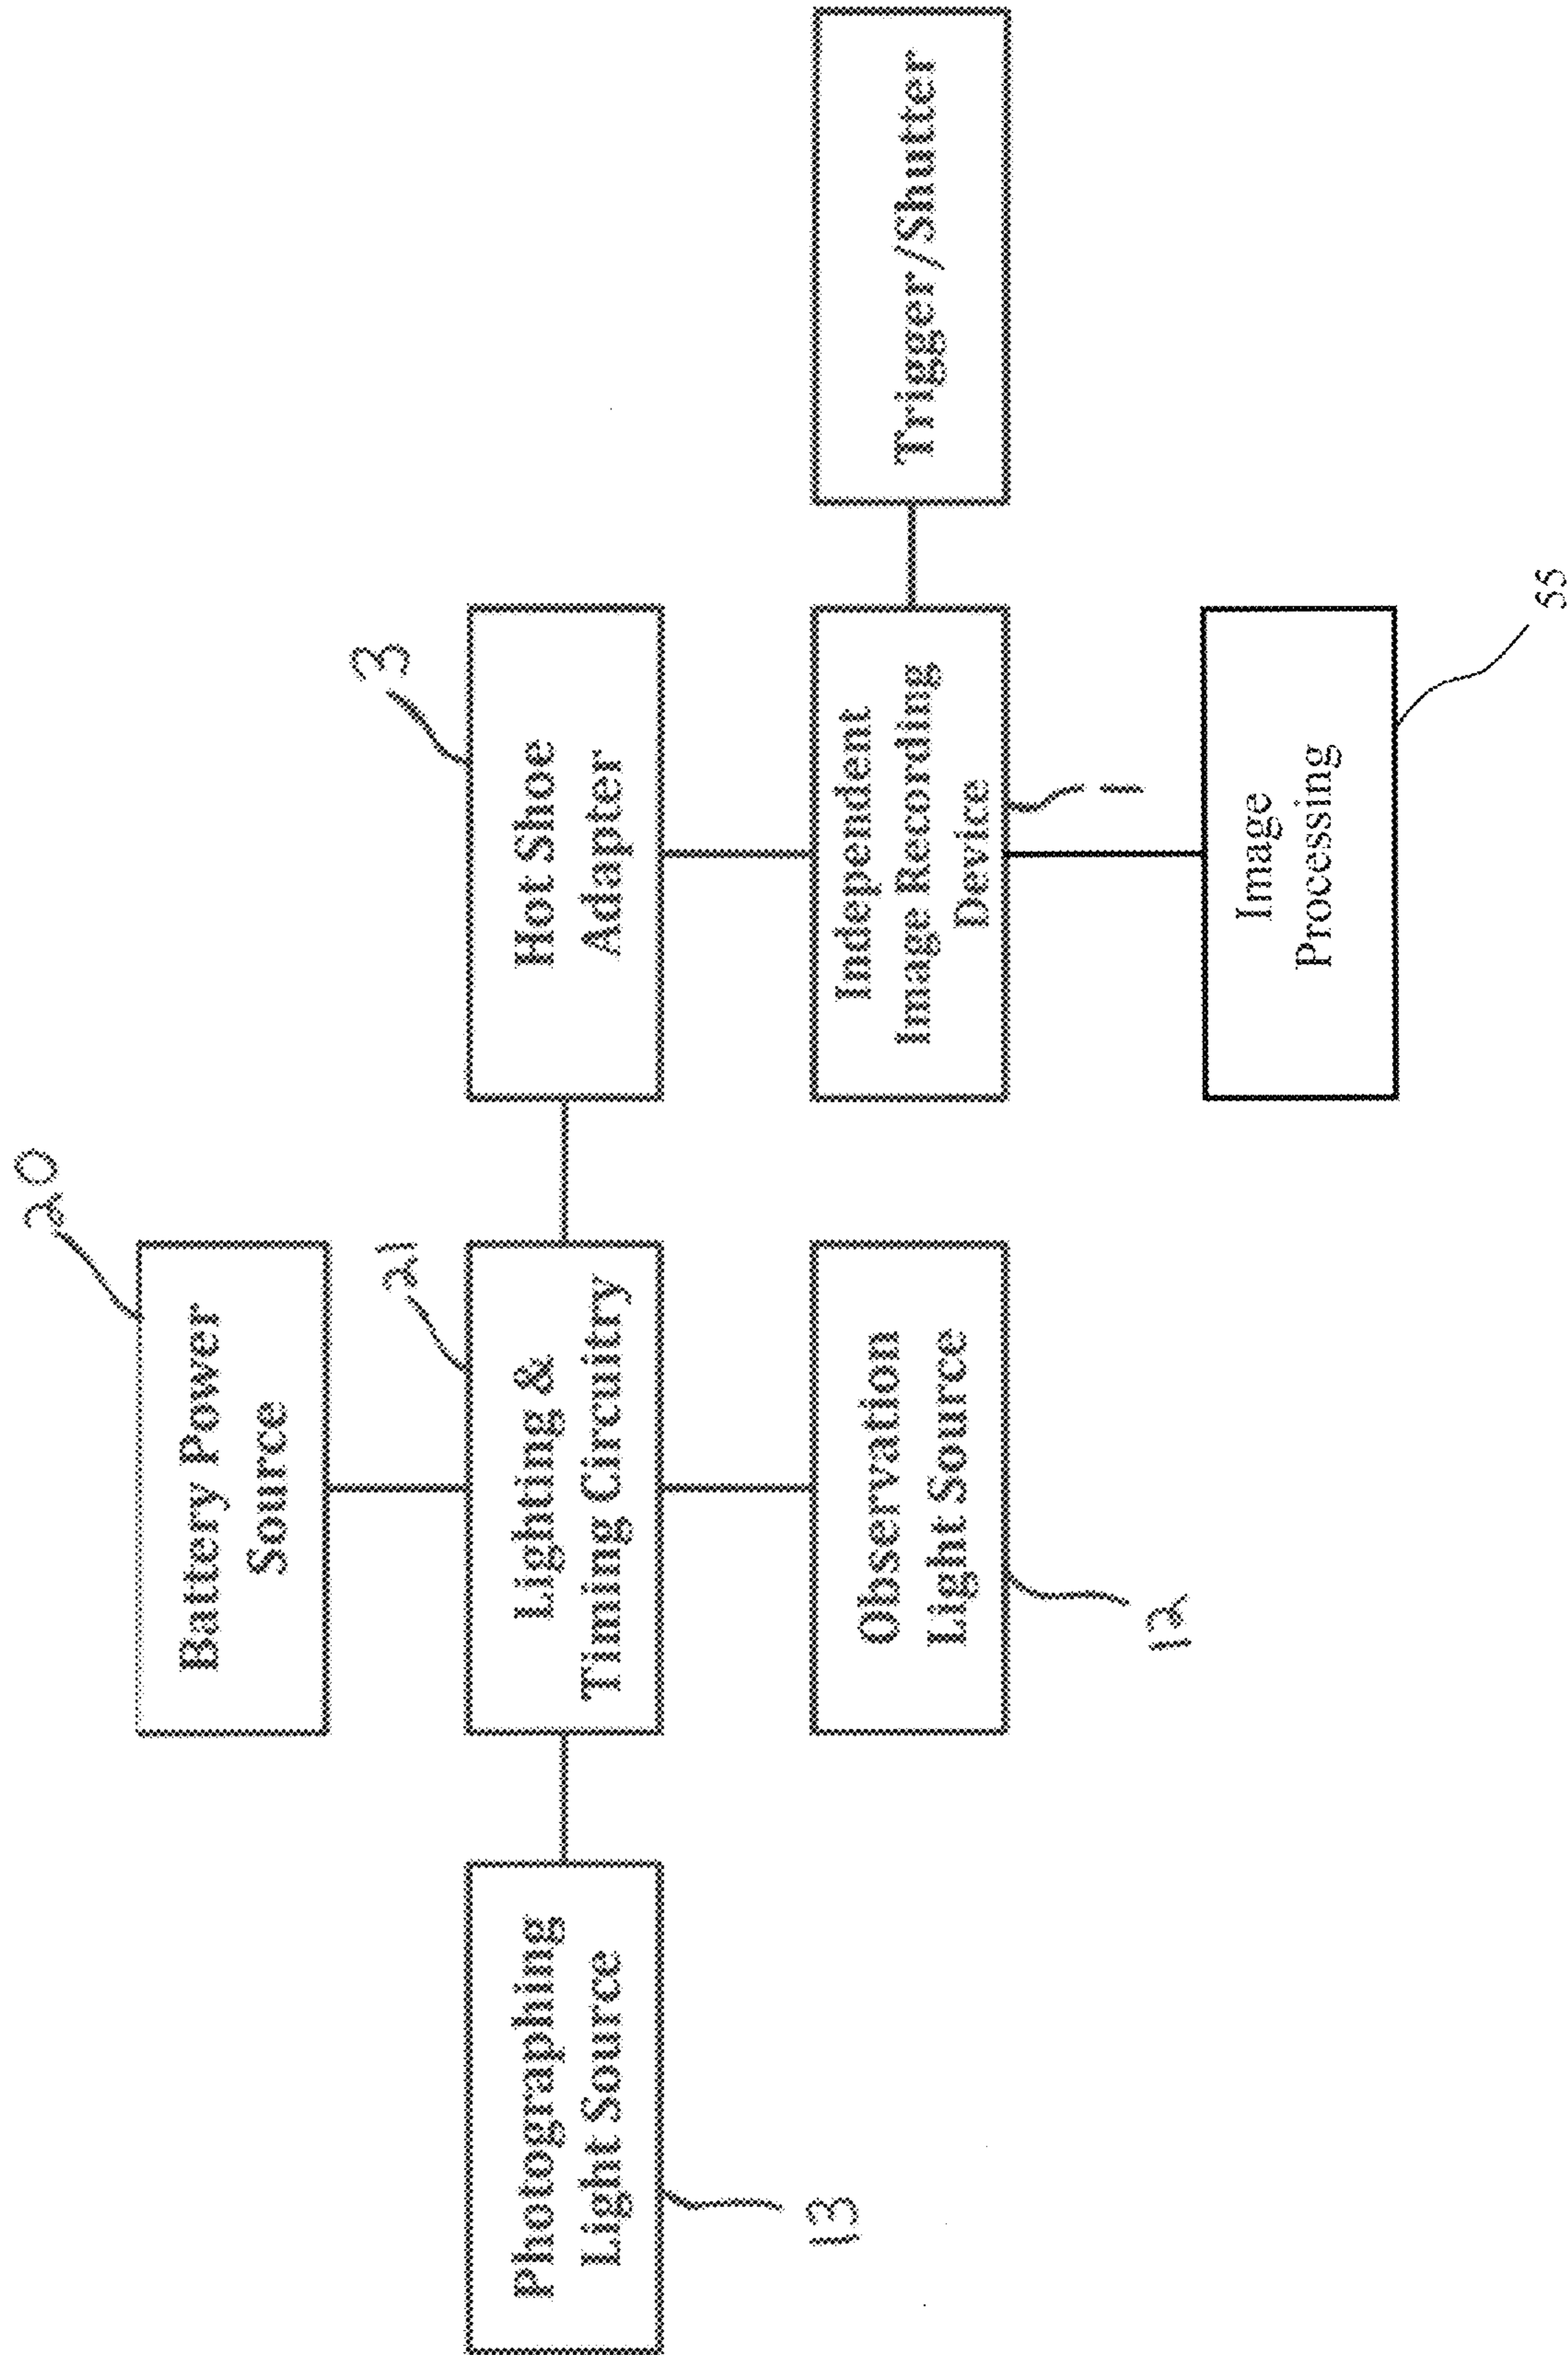 20
Battery Power
Source
21
Lighting &
Timing Circuitry
3
Hot Shoe
Adapter
Photographing
Light Source
13
Observation
Light Source
12
Independent
Image Recording
Device
1
Trigger/Shutter
Image
Processing
55